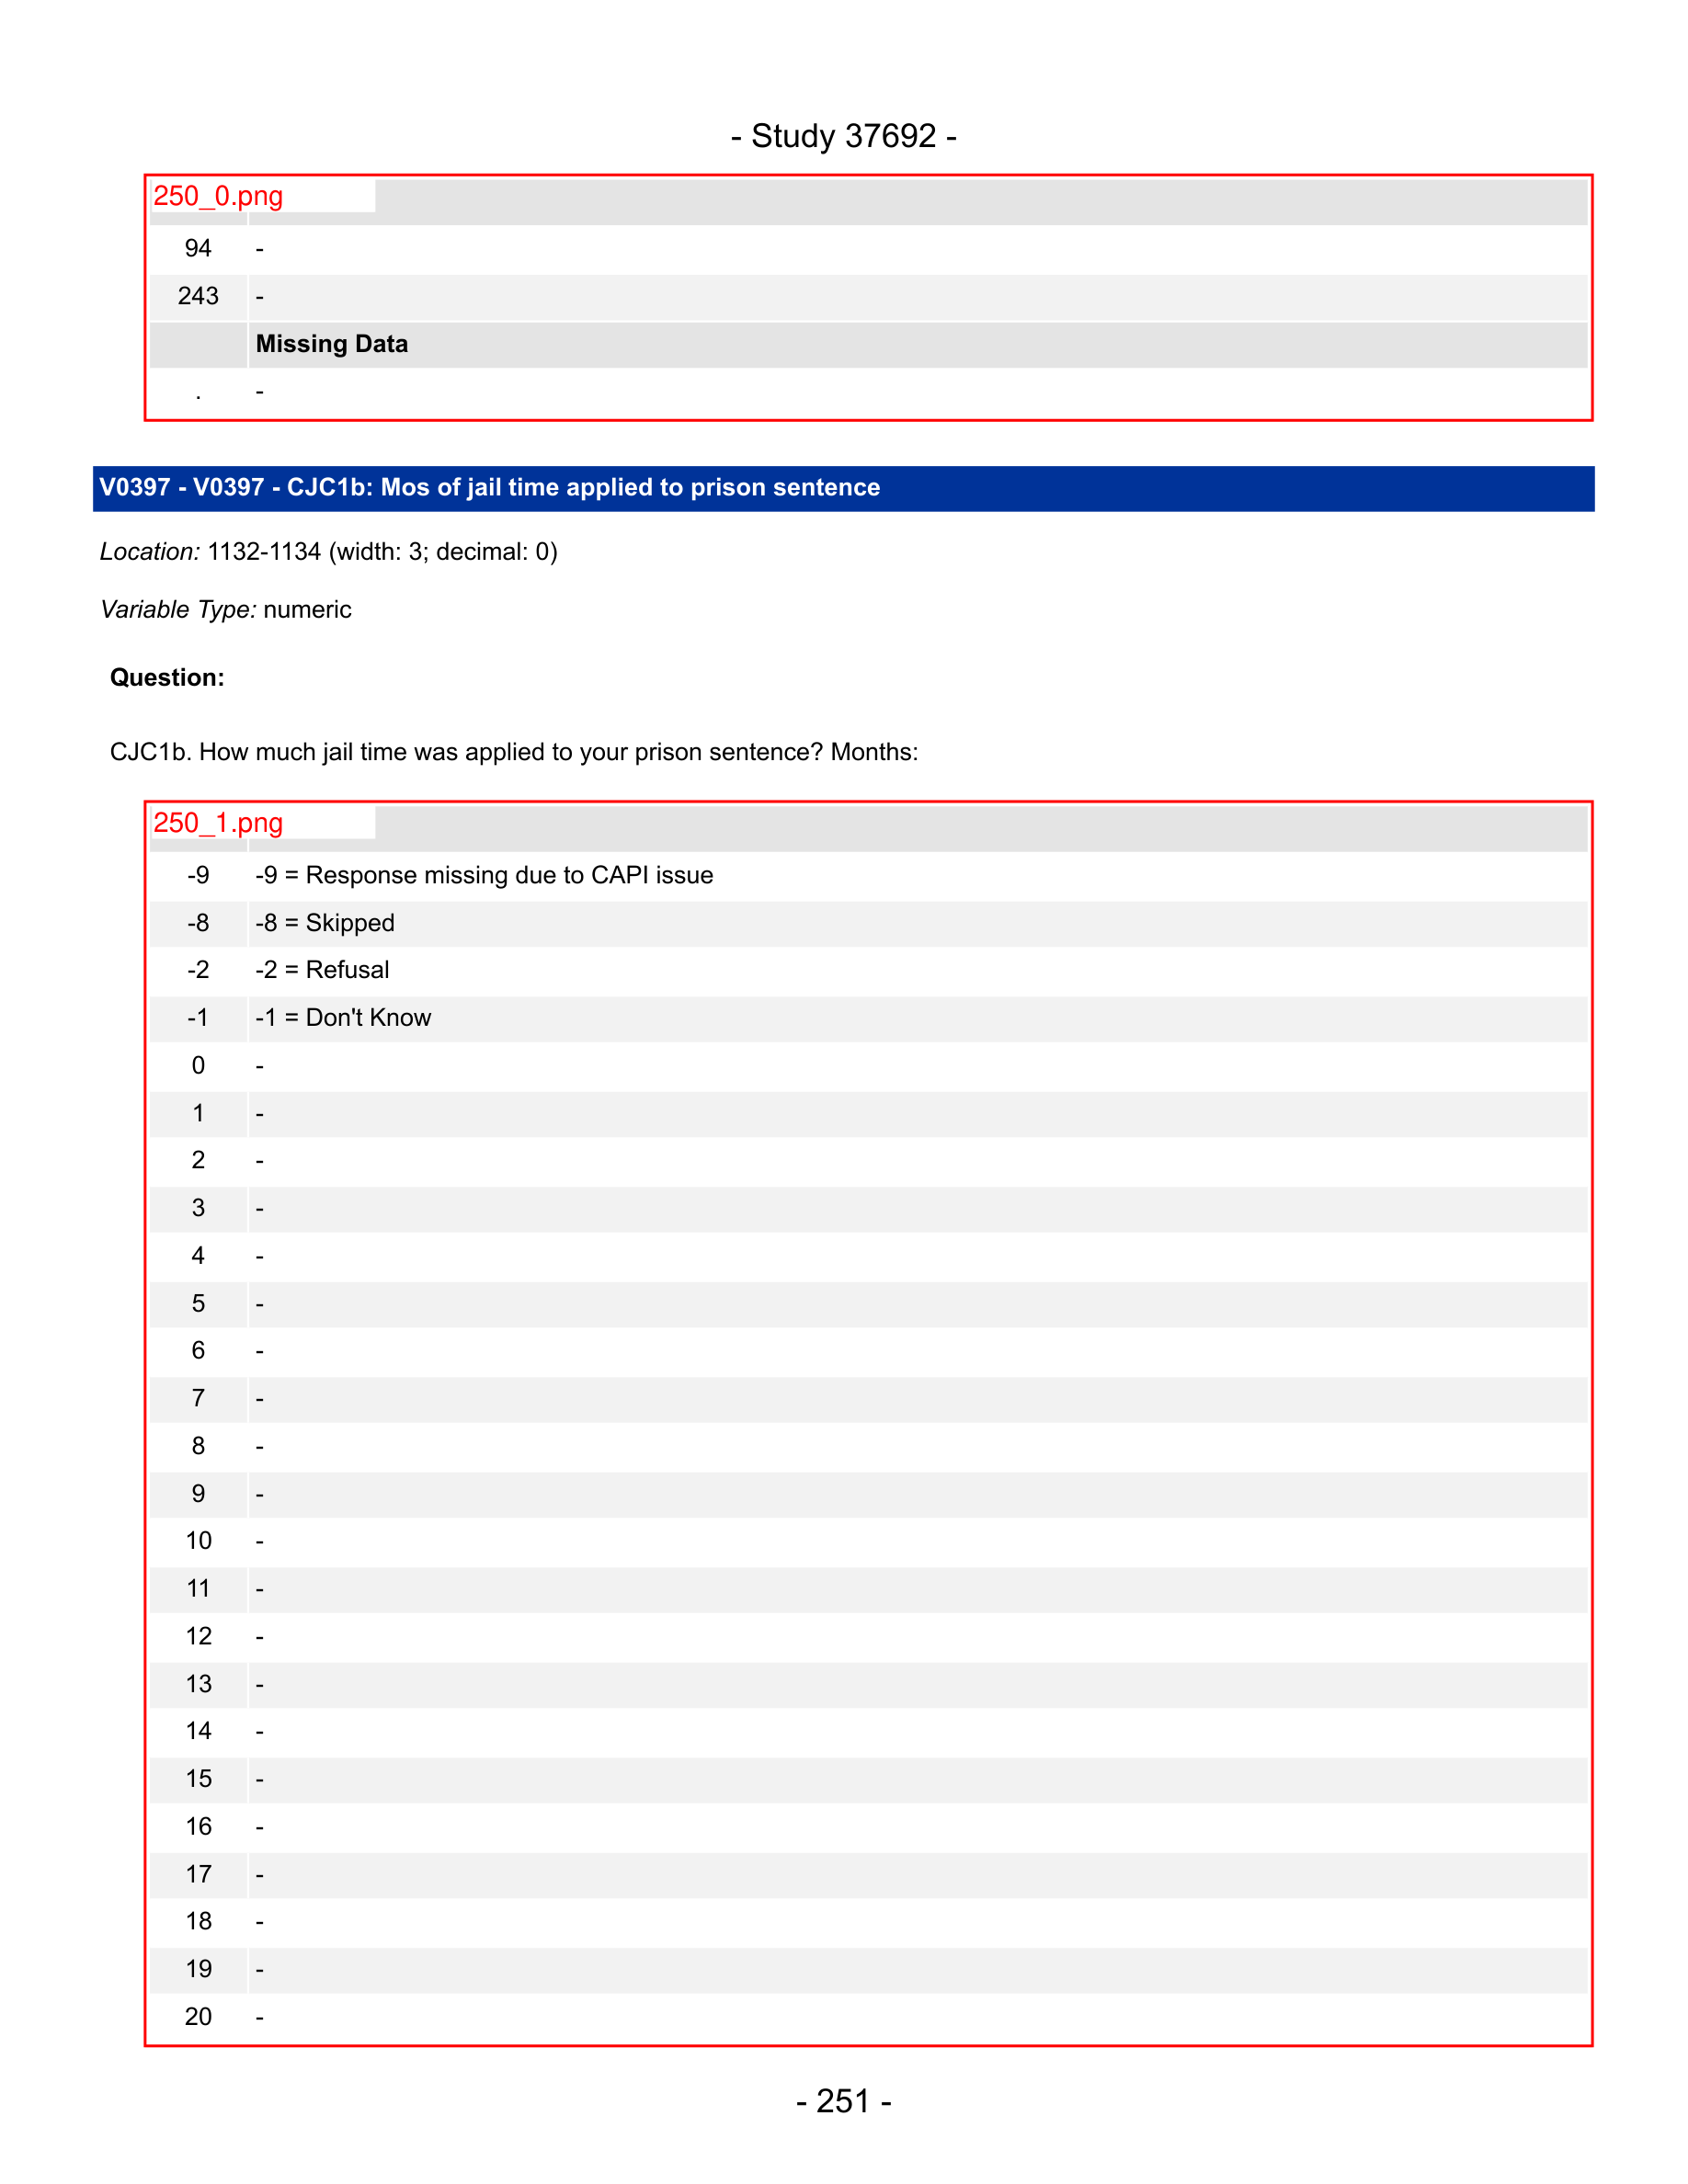 - Study 37692 -
250_0.png
94 -
243 -
Missing Data
. -
V0397 - V0397 - CJC1b: Mos of jail time applied to prison sentence
Location: 1132-1134 (width: 3; decimal: 0)
Variable Type: numeric
Question:
CJC1b. How much jail time was applied to your prison sentence? Months:
250_1.png
-9 -9 = Response missing due to CAPI issue
-8 -8 = Skipped
-2 -2 = Refusal
-1 -1 = Don't Know
0 -
1 -
2 -
3 -
4 -
5 -
6 -
7 -
8 -
9 -
10 -
11 -
12 -
13 -
14 -
15 -
16 -
17 -
18 -
19 -
20 -
- 251 -